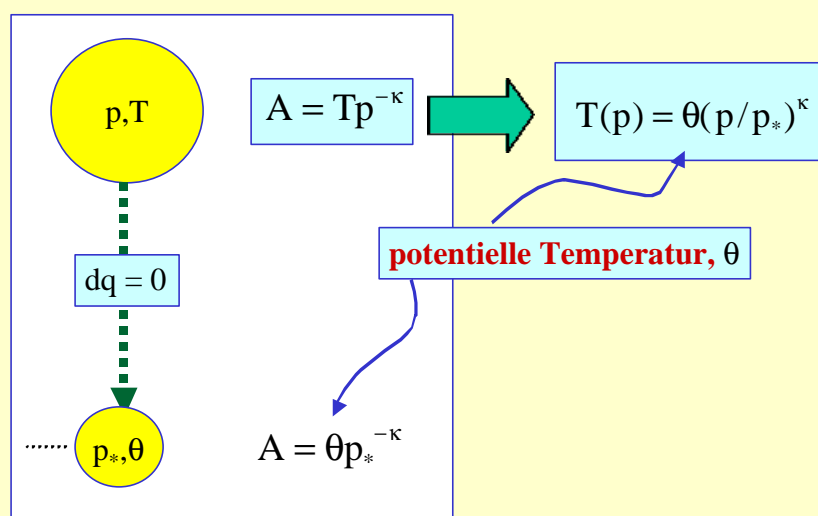 p,T
A = Tp⁻ᵏ
T(p) = θ(p/p*)ᵏ
potentielle Temperatur, θ
dq = 0
p*,θ
A = θp*⁻ᵏ